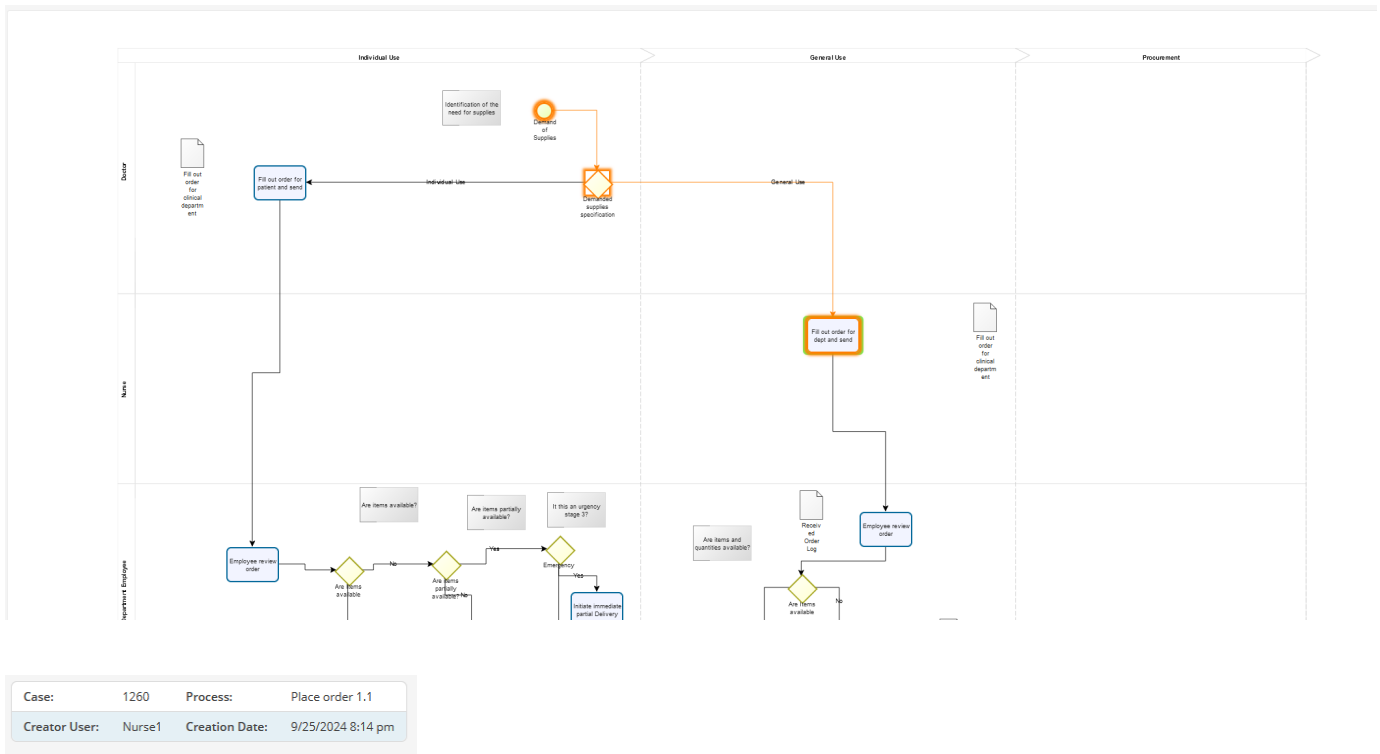 Individual Use
General Use
Procurement
Doctor
Identification of the
need for supplies
Demand
of
Supplies
Fill out
order
for
clinical
departm
ent
Fill out order for
patient and send
Individual Use
Demanded
supplies
specification
General Use
Nurse
Fill out order for
dept and send
Fill out
order
for
clinical
departm
ent
epartment Employee
Are items available?
Are items partially
available?
It this an urgency
stage 3?
Employee review
order
Are items
available
No
Are items
partially
available?
No
Yes
Emergency
Yes
Initiate immediate
partial Delivery
Are items and
quantities available?
Receiv
ed
Order
Log
Employee review
order
Are Items
available
No
Case: 1260 Process: Place order 1.1
Creator User: Nurse1 Creation Date: 9/25/2024 8:14 pm